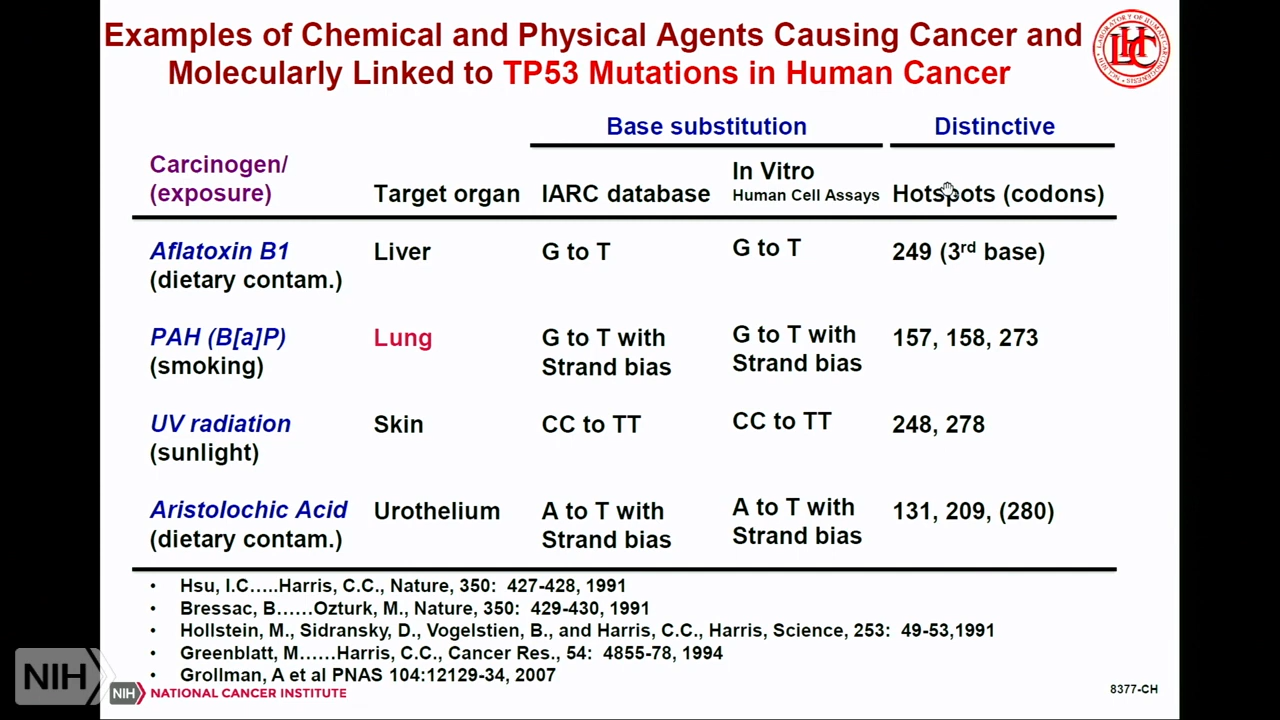 Examples of Chemical and Physical Agents Causing Cancer and
Molecularly Linked to TP53 Mutations in Human Cancer
Base substitution
Distinctive
Carcinogen/
(exposure)
Target organ
IARC database
In Vitro
Human Cell Assays
Hotspots (codons)
Aflatoxin B1
(dietary contam.)
Liver
G to T
G to T
249 (3rd base)
PAH (B[a]P)
(smoking)
Lung
G to T with
Strand bias
G to T with
Strand bias
157, 158, 273
UV radiation
(sunlight)
Skin
CC to TT
CC to TT
248, 278
Aristolochic Acid
(dietary contam.)
Urothelium
A to T with
Strand bias
A to T with
Strand bias
131, 209, (280)
• Hsu, I.C…..Harris, C.C., Nature, 350: 427-428, 1991
• Bressac, B……Ozturk, M., Nature, 350: 429-430, 1991
• Hollstein, M., Sidransky, D., Vogelstien, B., and Harris, C.C., Harris, Science, 253: 49-53,1991
• Greenblatt, M……Harris, C.C., Cancer Res., 54: 4855-78, 1994
• Grollman, A et al PNAS 104:12129-34, 2007
NIH
NIH NATIONAL CANCER INSTITUTE
8377-CH